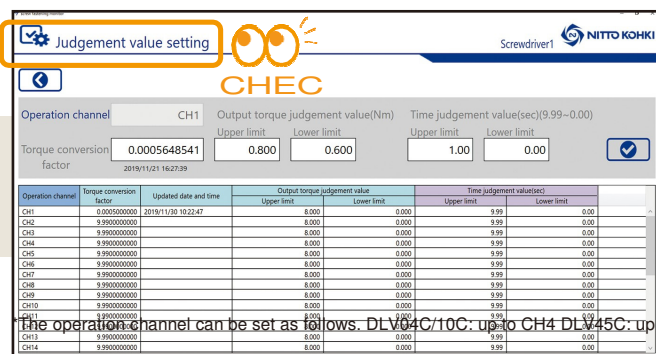 Judgement value setting
CHEC
Screwdriver1
NITTO KOHKI
Operation channel CH1 Output torque judgement value(Nm) Time judgement value(sec)(9.99~0.00)
Upper limit Lower limit Upper limit Lower limit
Torque conversion factor 0.0005648541 0.800 0.600 1.00 0.00
2019/11/21 16:27:39
Operation channel Torque conversion factor Updated date and time Output torque judgement value Time judgement value(sec)
Upper limit Lower limit Upper limit Lower limit
CH1 0.0005000000 2019/11/30 10:22:47 8.000 0.000 9.99 0.00
CH2 9.9900000000 8.000 0.000 9.99 0.00
CH3 9.9900000000 8.000 0.000 9.99 0.00
CH4 9.9900000000 8.000 0.000 9.99 0.00
CH5 9.9900000000 8.000 0.000 9.99 0.00
CH6 9.9900000000 8.000 0.000 9.99 0.00
CH7 9.9900000000 8.000 0.000 9.99 0.00
CH8 9.9900000000 8.000 0.000 9.99 0.00
CH9 9.9900000000 8.000 0.000 9.99 0.00
CH10 9.9900000000 8.000 0.000 9.99 0.00
CH11 9.9900000000 8.000 0.000 9.99 0.00
*The operation channel can be set as follows. DLV04C/10C: up to CH4 DLV45C: up
CH13 9.9900000000 8.000 0.000 9.99 0.00
CH14 9.9900000000 8.000 0.000 9.99 0.00